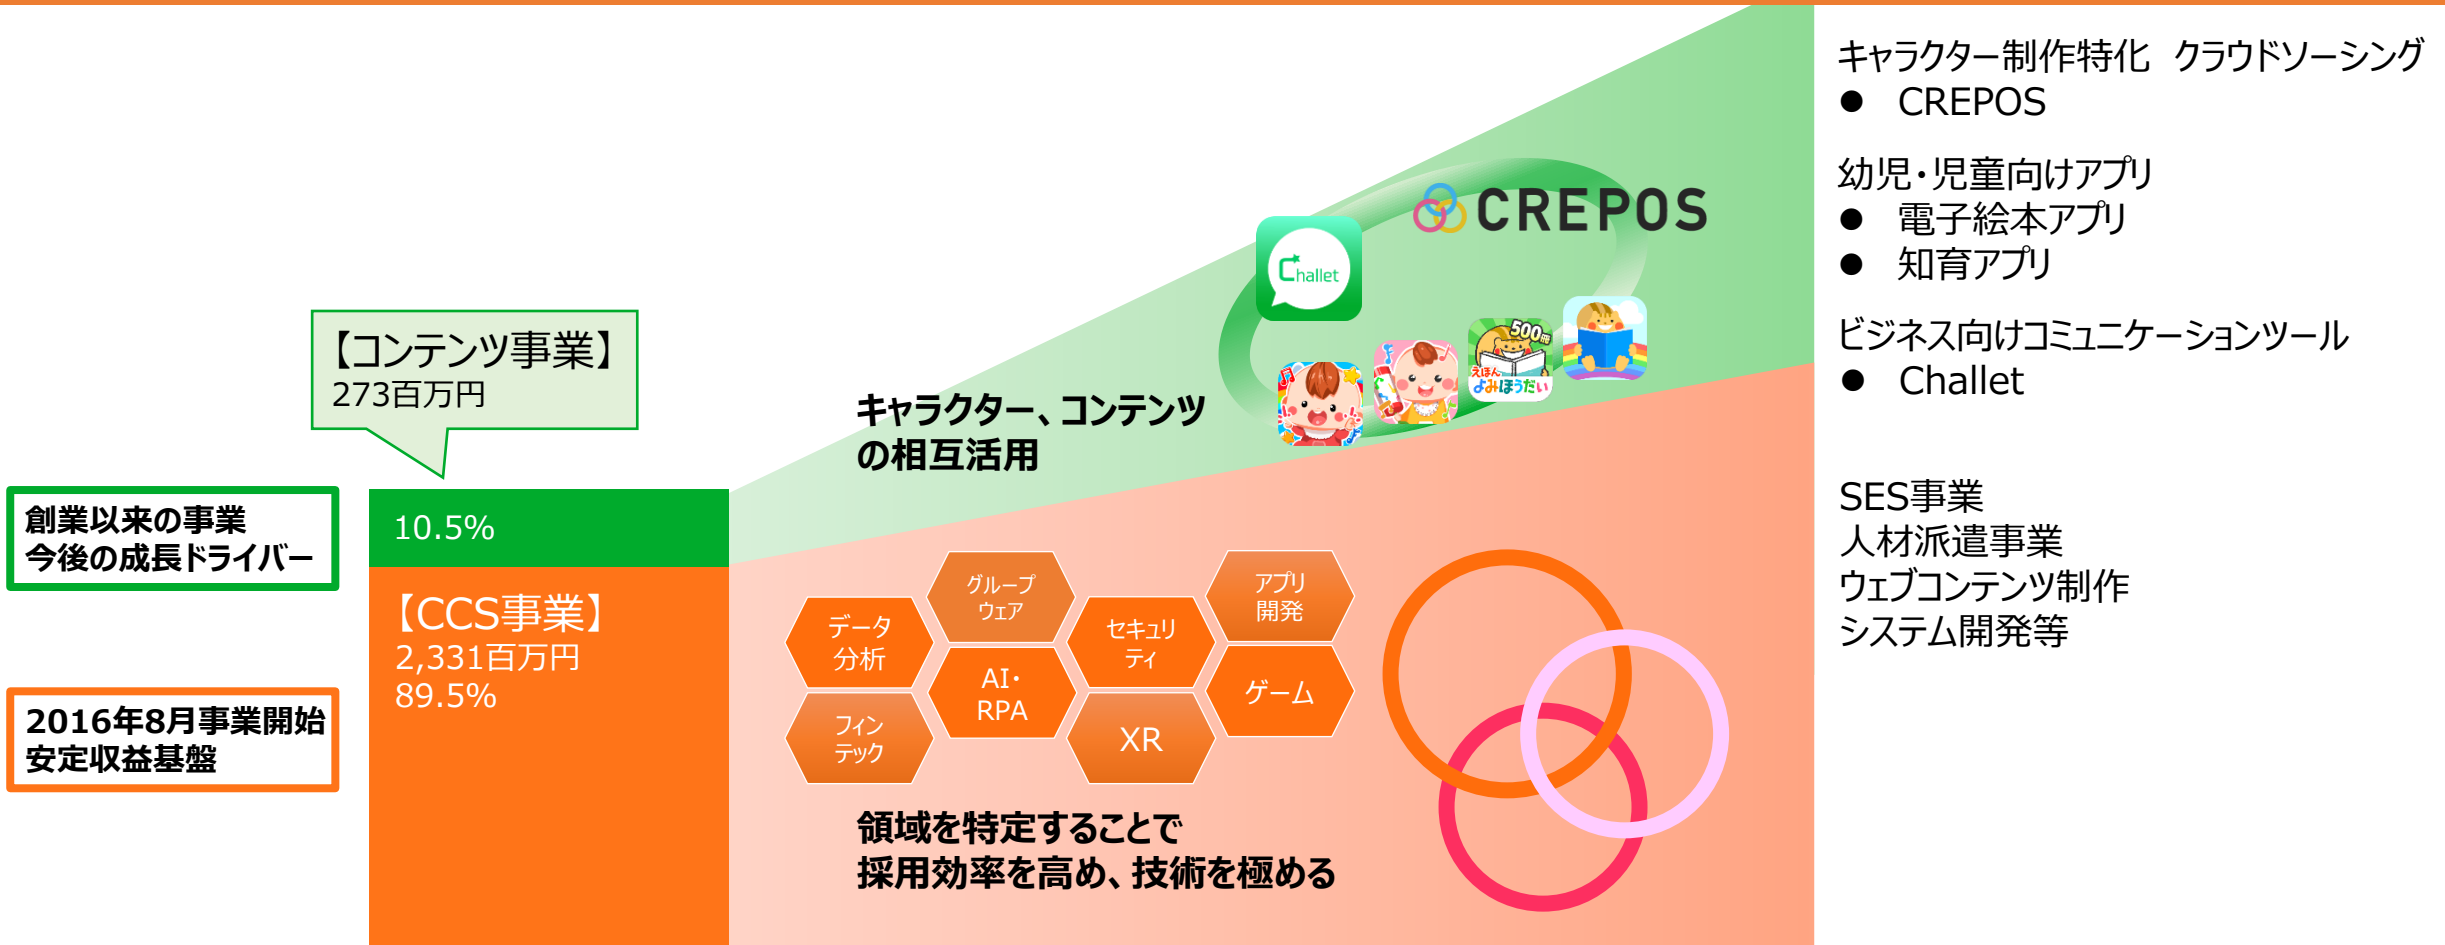 【コンテンツ事業】
273百万円
創業以来の事業
今後の成長ドライバー
10.5%
【CCS事業】
2,331百万円
89.5%
2016年8月事業開始
安定収益基盤
キャラクター、コンテンツ
の相互活用
Challet
CREPOS
500冊
えほん
よみほうだい
データ
分析
グループ
ウェア
セキュリ
ティ
アプリ
開発
フィン
テック
AI・
RPA
XR
ゲーム
領域を特定することで
採用効率を高め、技術を極める
キャラクター制作特化 クラウドソーシング
● CREPOS
幼児・児童向けアプリ
● 電子絵本アプリ
● 知育アプリ
ビジネス向けコミュニケーションツール
● Challet
SES事業
人材派遣事業
ウェブコンテンツ制作
システム開発等